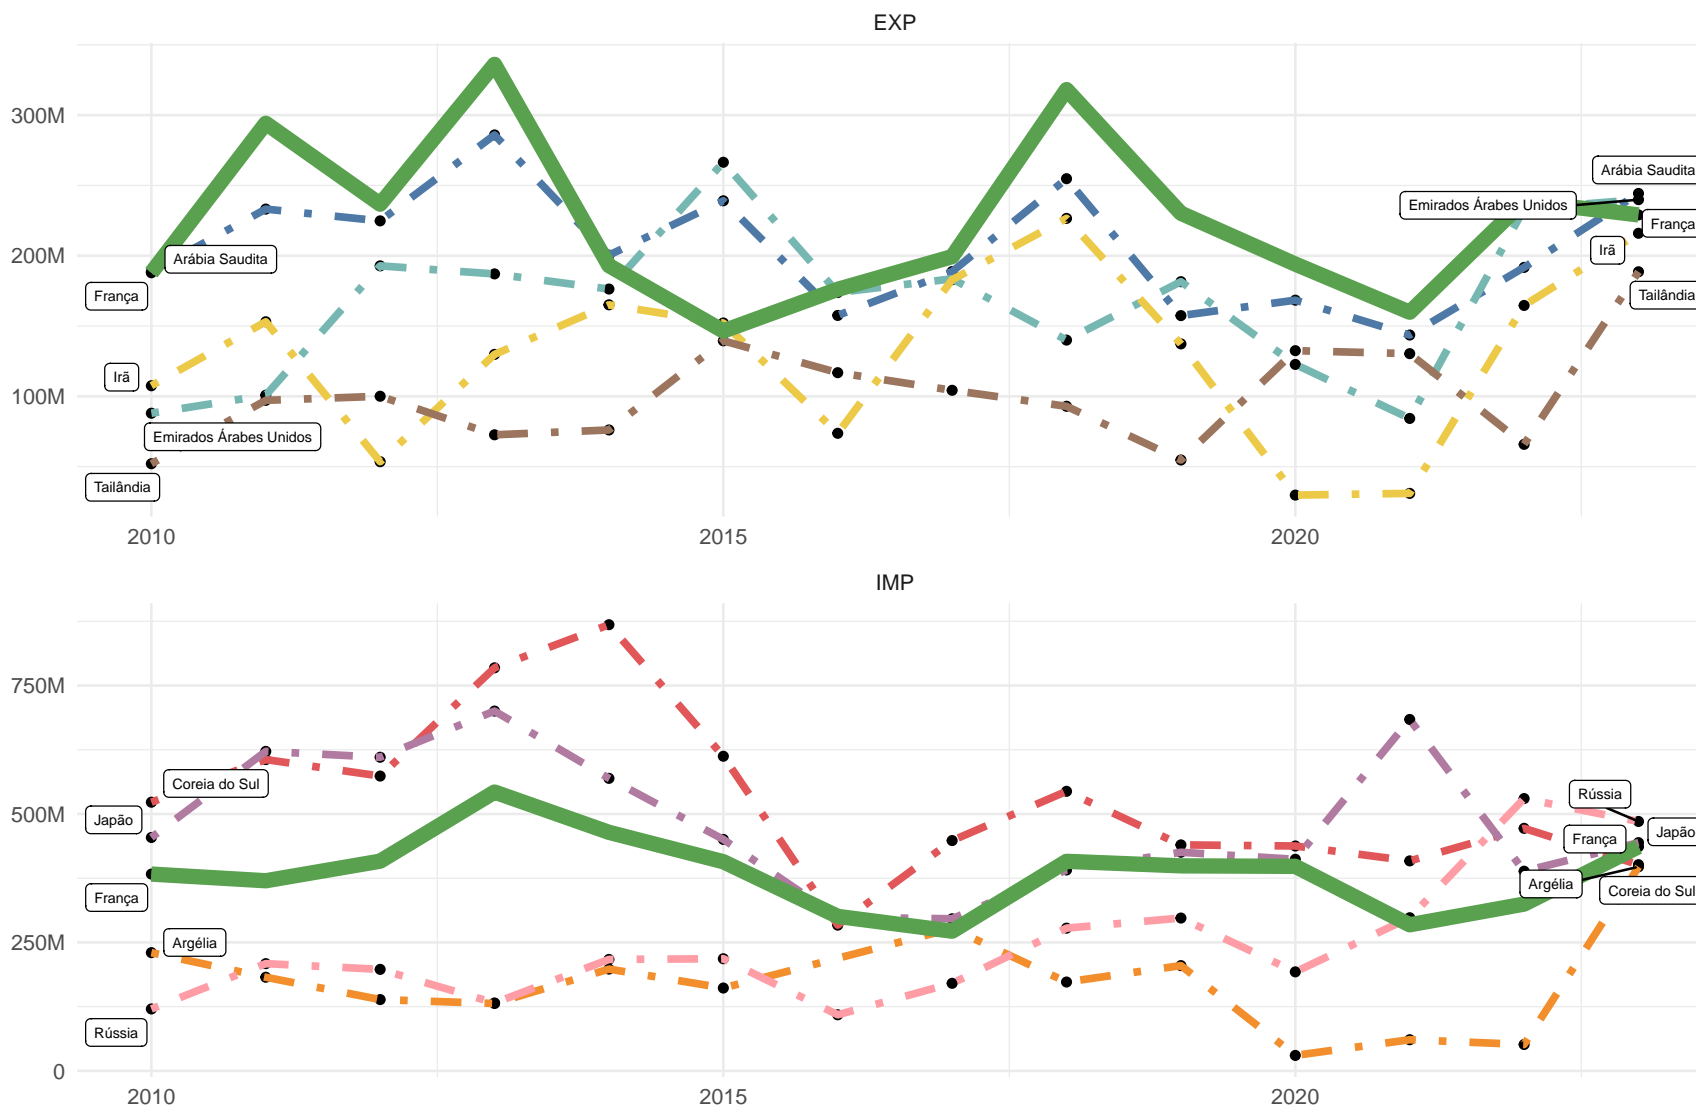 EXP
300M
200M
100M
Arábia Saudita
França
Irã
Emirados Árabes Unidos
Tailândia
Arábia Saudita
Emirados Árabes Unidos
França
Irã
Tailândia
2010
2015
2020
IMP
750M
500M
250M
0
Coreia do Sul
Japão
França
Argélia
Rússia
Rússia
Japão
França
Argélia
Coreia do Sul
2010
2015
2020